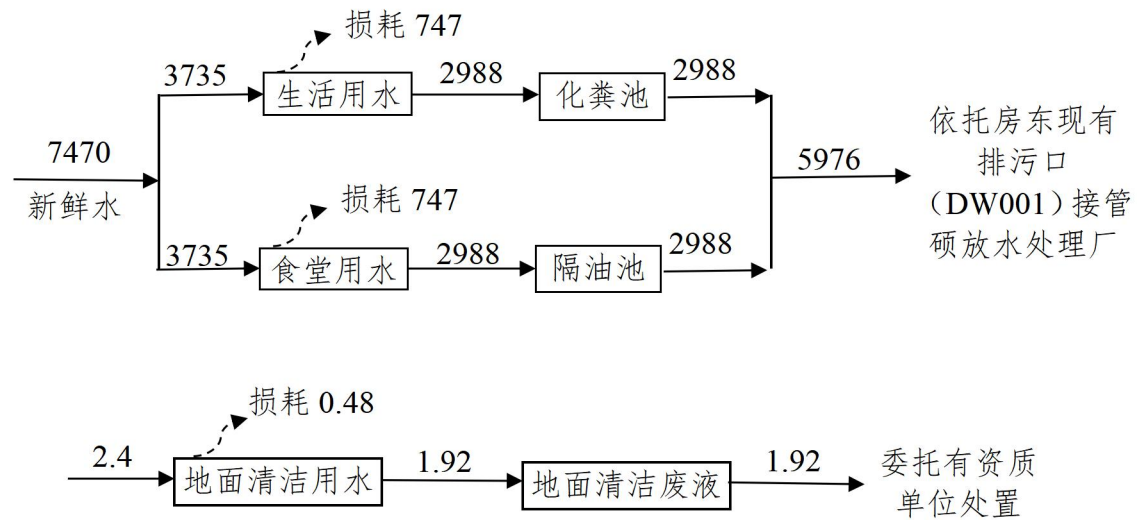 损耗 747
3735
生活用水
2988
化粪池
2988
7470
新鲜水
5976
依托房东现有
排污口
（DW001）接管
硕放水处理厂
损耗 747
3735
食堂用水
2988
隔油池
2988
损耗 0.48
2.4
地面清洁用水
1.92
地面清洁废液
1.92
委托有资质
单位处置